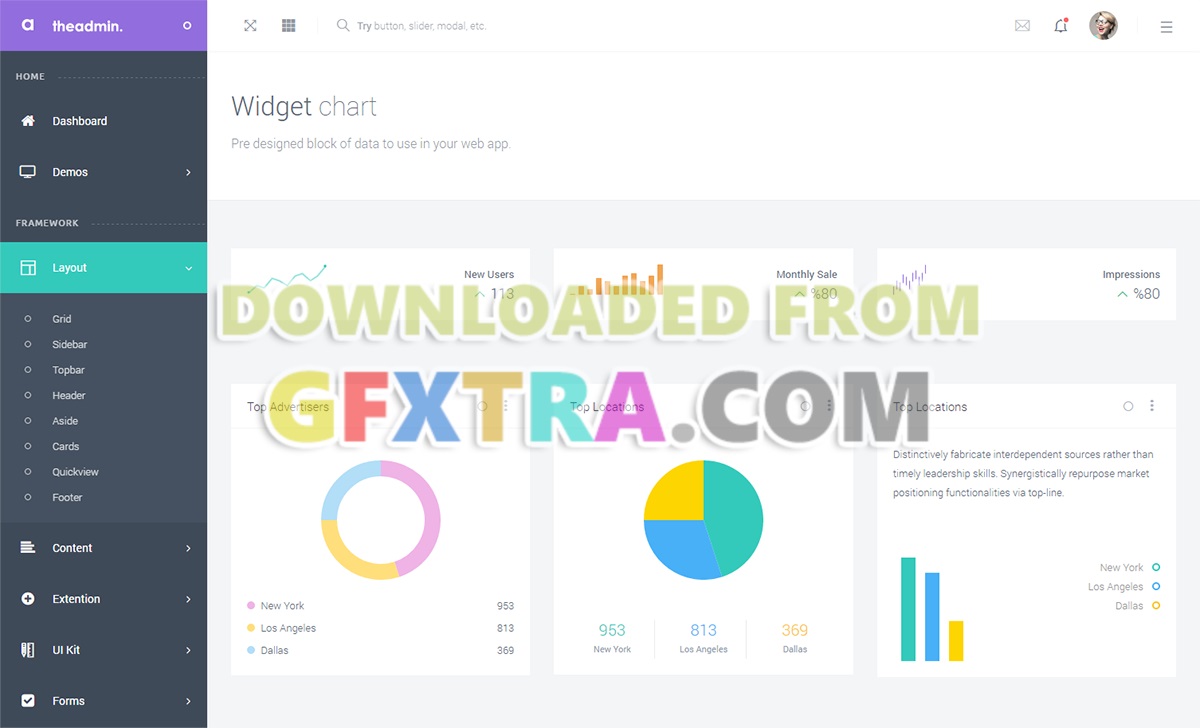 theadmin.
Try button, slider, modal, etc.
HOME
Dashboard
Demos
FRAMEWORK
Layout
Grid
Sidebar
Topbar
Header
Aside
Cards
Quickview
Footer
Content
Extention
UI Kit
Forms
Widget chart
Pre designed block of data to use in your web app.
New Users
113
Monthly Sale
%80
Impressions
%80
DOWNLOADED FROM
GFXTRA.COM
Top Advertisers
New York 953
Los Angeles 813
Dallas 369
Top Locations
953 813 369
New York Los Angeles Dallas
Top Locations
Distinctively fabricate interdependent sources rather than
timely leadership skills. Synergistically repurpose market
positioning functionalities via top-line.
New York
Los Angeles
Dallas